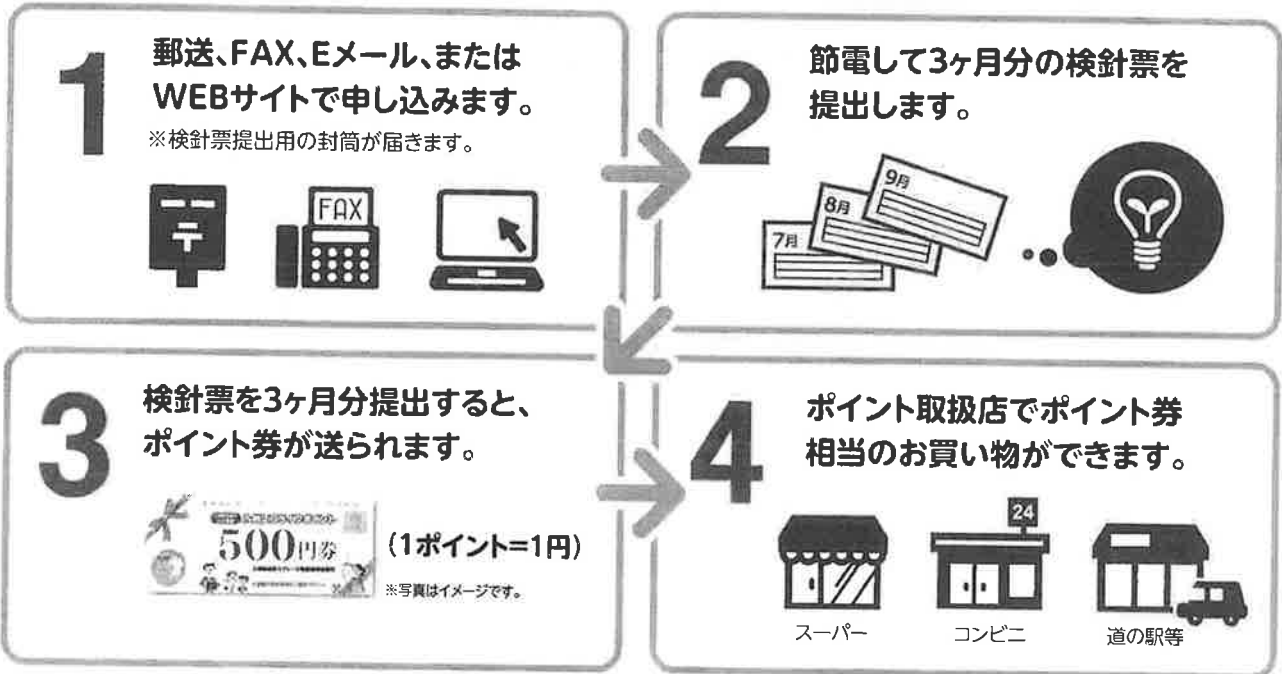 1
郵送、FAX、Eメール、または
WEBサイトで申し込みます。
※検針票提出用の封筒が届きます。
FAX
2
節電して3ヶ月分の検針票を
提出します。
7月
8月
9月
3
検針票を3ヶ月分提出すると、
ポイント券が送られます。
500円券
(1ポイント=1円)
※写真はイメージです。
4
ポイント取扱店でポイント券
相当のお買い物ができます。
24
スーパー
コンビニ
道の駅等